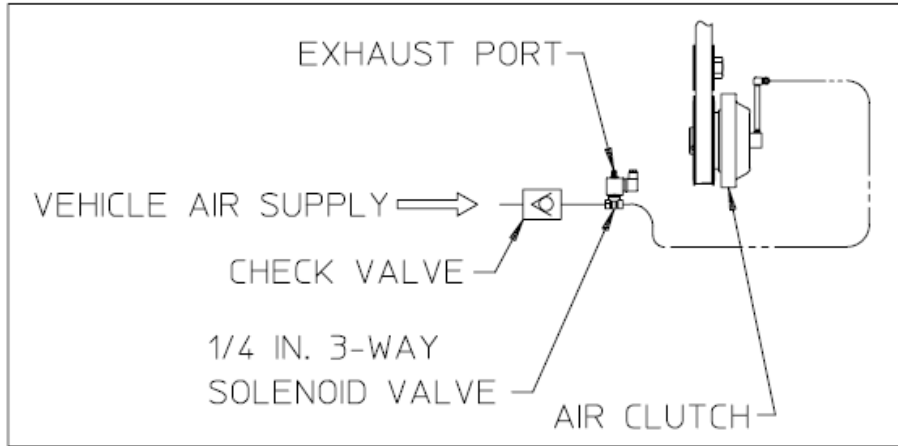 EXHAUST PORT
VEHICLE AIR SUPPLY
CHECK VALVE
1/4 IN. 3-WAY
SOLENOID VALVE
AIR CLUTCH